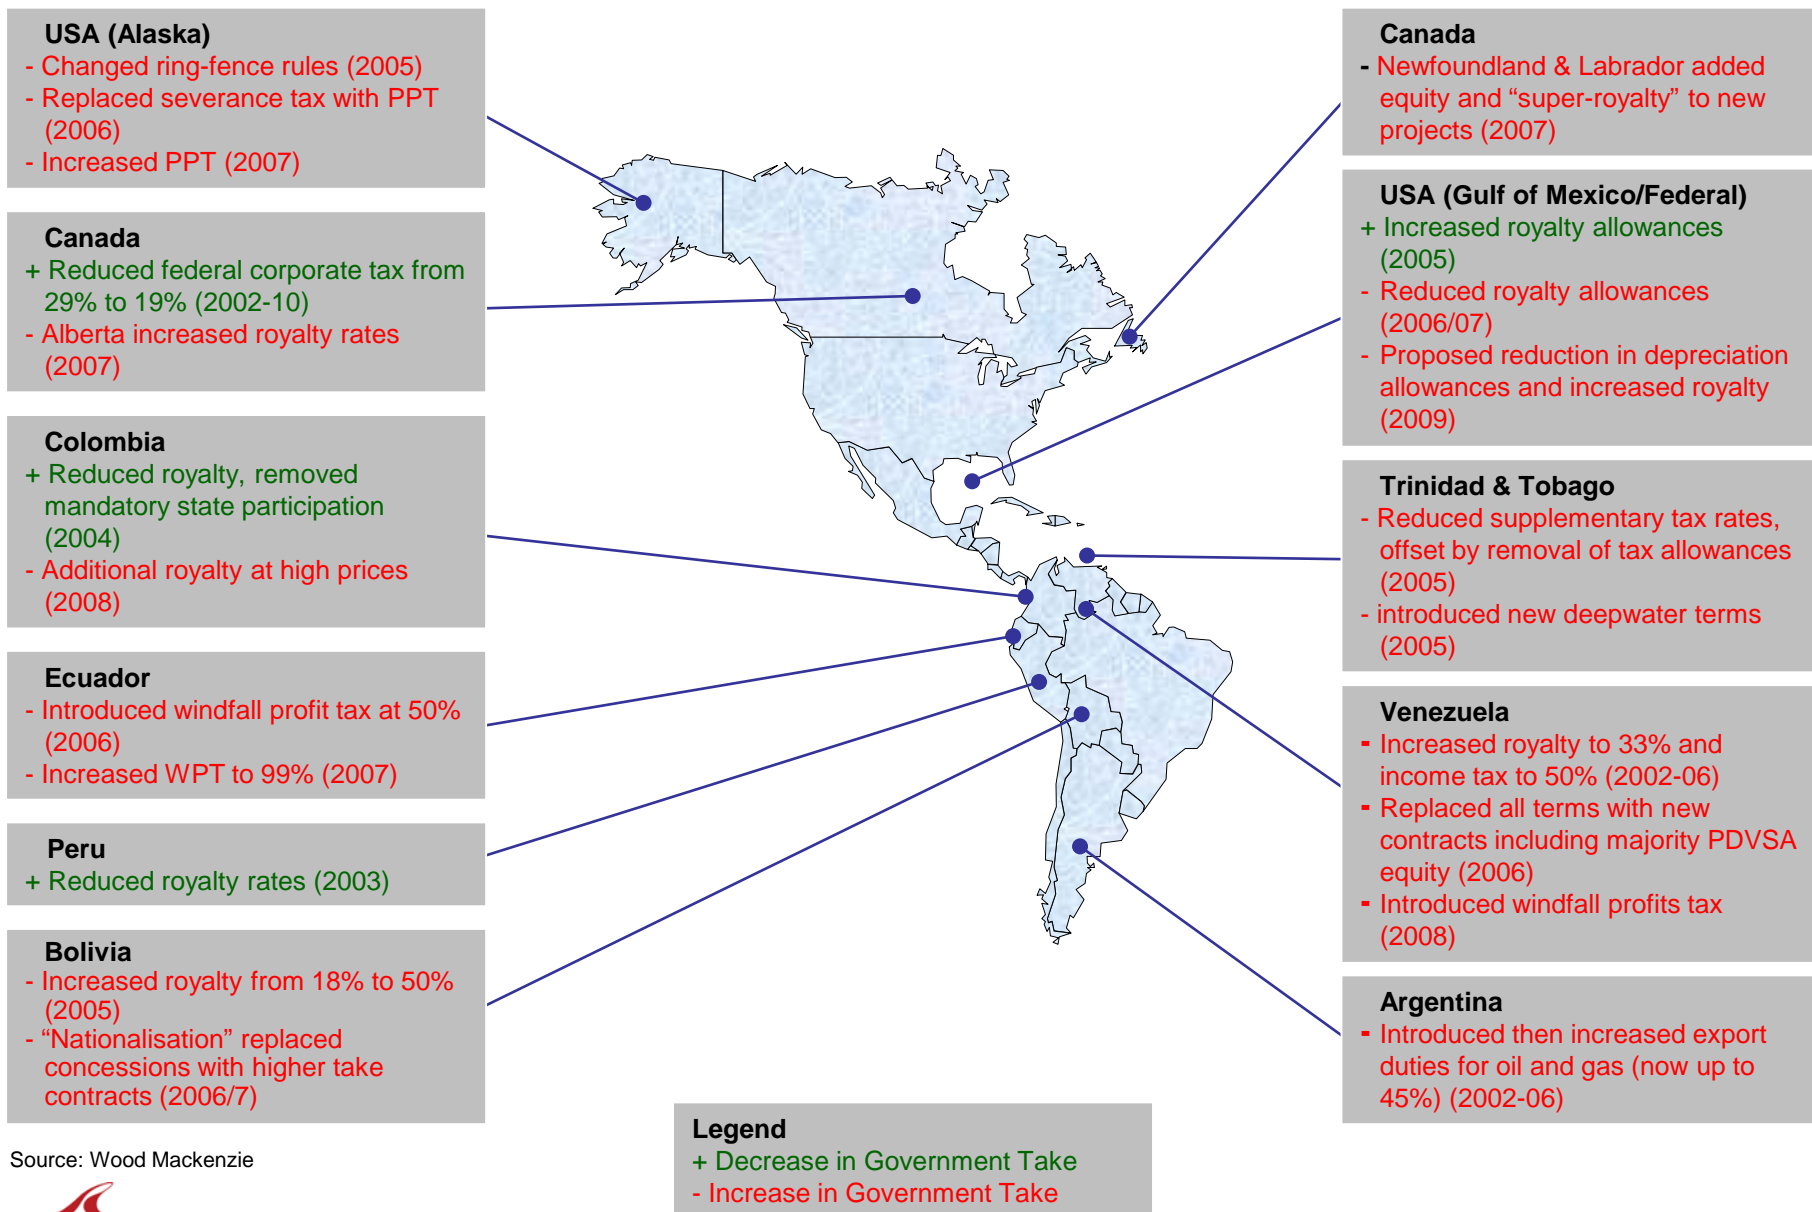 USA (Alaska)
- Changed ring-fence rules (2005)
- Replaced severance tax with PPT
(2006)
- Increased PPT (2007)
Canada
+ Reduced federal corporate tax from
29% to 19% (2002-10)
- Alberta increased royalty rates
(2007)
Colombia
+ Reduced royalty, removed
mandatory state participation
(2004)
- Additional royalty at high prices
(2008)
Ecuador
- Introduced windfall profit tax at 50%
(2006)
- Increased WPT to 99% (2007)
Peru
+ Reduced royalty rates (2003)
Bolivia
- Increased royalty from 18% to 50%
(2005)
- “Nationalisation” replaced
concessions with higher take
contracts (2006/7)
Source: Wood Mackenzie
Canada
- Newfoundland & Labrador added
equity and “super-royalty” to new
projects (2007)
USA (Gulf of Mexico/Federal)
+ Increased royalty allowances
(2005)
- Reduced royalty allowances
(2006/07)
- Proposed reduction in depreciation
allowances and increased royalty
(2009)
Trinidad & Tobago
- Reduced supplementary tax rates,
offset by removal of tax allowances
(2005)
- introduced new deepwater terms
(2005)
Venezuela
- Increased royalty to 33% and
income tax to 50% (2002-06)
- Replaced all terms with new
contracts including majority PDVSA
equity (2006)
- Introduced windfall profits tax
(2008)
Argentina
- Introduced then increased export
duties for oil and gas (now up to
45%) (2002-06)
Legend
+ Decrease in Government Take
- Increase in Government Take